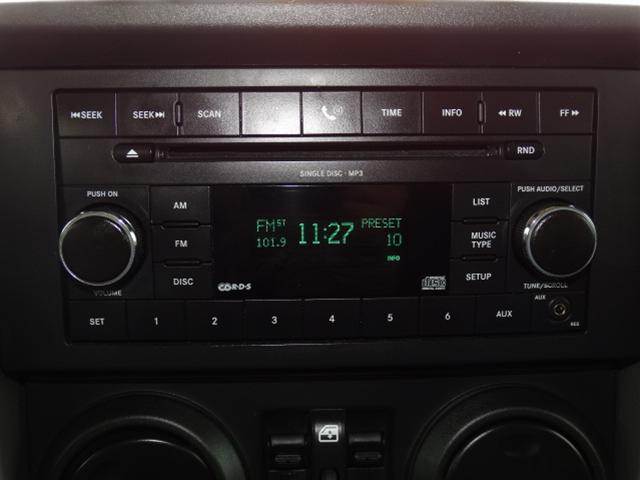 SEEK SEEK SCAN TIME INFO RW FF
RND
SINGLE DISC · MP3
PUSH ON
PUSH AUDIO/SELECT
AM
LIST
FM ST 11:27 PRESET
101.9 10
FM
MUSIC
TYPE
INFO
DISC
R·D·S
SETUP
VOLUME
TUNE/SCROLL
SET 1 2 3 4 5 6 AUX
AUX